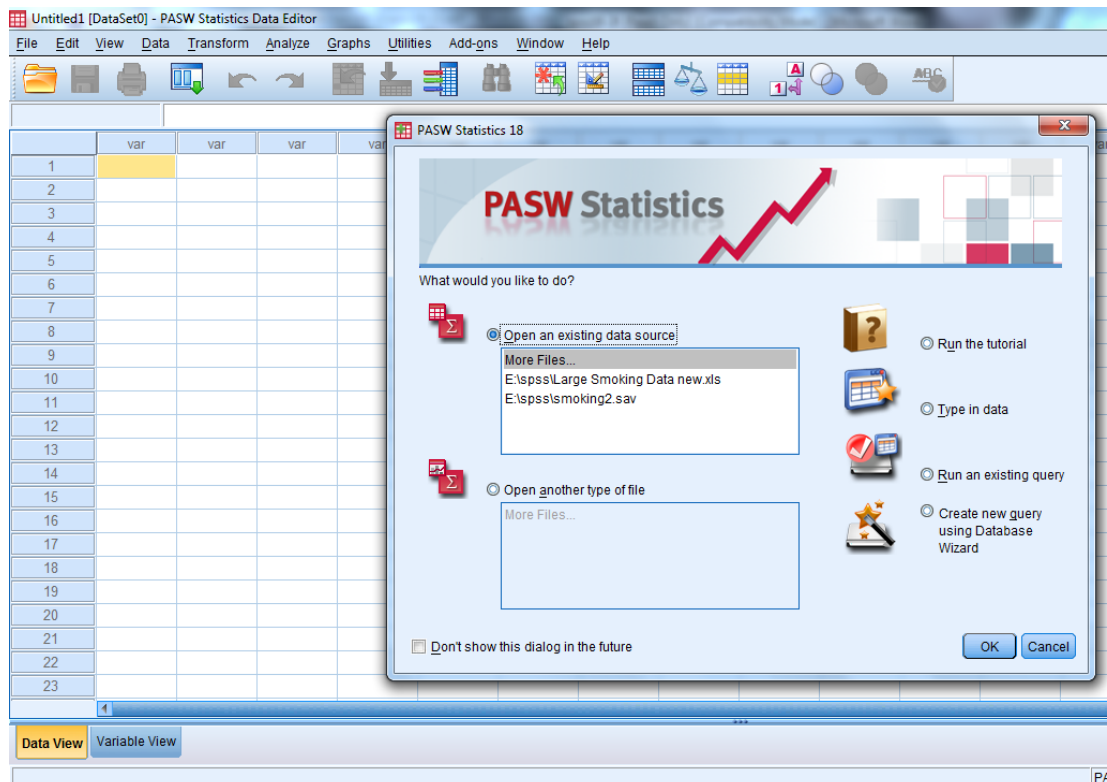 Untitled1 [DataSet0] - PASW Statistics Data Editor
File Edit View Data Transform Analyze Graphs Utilities Add-ons Window Help
A
1
ABC
PASW Statistics 18
var var var var
1
2
3
4
5
6
7
8
9
10
11
12
13
14
15
16
17
18
19
20
21
22
23
PASW Statistics
What would you like to do?
Open an existing data source
More Files...
E:\spss\Large Smoking Data new.xls
E:\spss\smoking2.sav
Open another type of file
More Files...
Run the tutorial
Type in data
Run an existing query
Create new query
using Database
Wizard
Don't show this dialog in the future
OK Cancel
Data View Variable View
PA